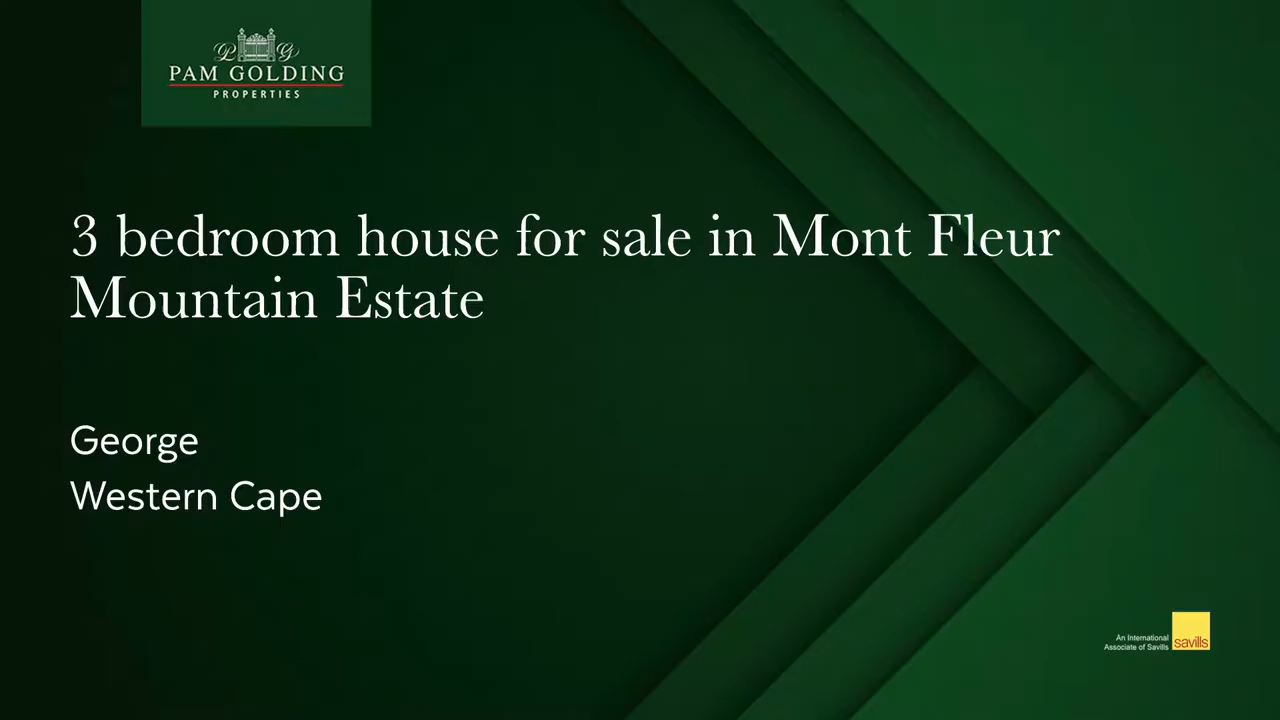 P G
PAM GOLDING
PROPERTIES
3 bedroom house for sale in Mont Fleur
Mountain Estate
George
Western Cape
An International
Associate of Savills
savills